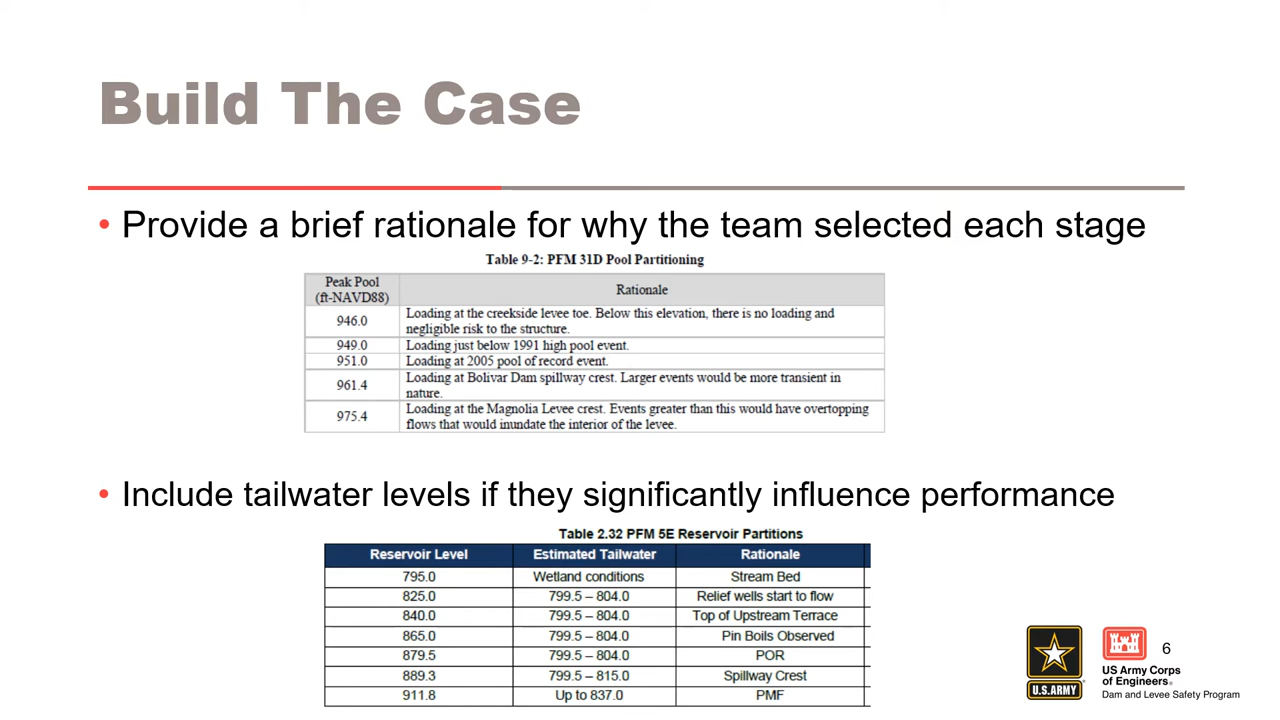 Build The Case
• Provide a brief rationale for why the team selected each stage
Table 9-2: PFM 31D Pool Partitioning
Peak Pool (ft-NAVD88) Rationale
946.0 Loading at the creekside levee toe. Below this elevation, there is no loading and
negligible risk to the structure.
949.0 Loading just below 1991 high pool event.
951.0 Loading at 2005 pool of record event.
961.4 Loading at Bolivar Dam spillway crest. Larger events would be more transient in
nature.
975.4 Loading at the Magnolia Levee crest. Events greater than this would have overtopping
flows that would inundate the interior of the levee.
• Include tailwater levels if they significantly influence performance
Table 2.32 PFM 5E Reservoir Partitions
Reservoir Level Estimated Tailwater Rationale
795.0 Wetland conditions Stream Bed
825.0 799.5 – 804.0 Relief wells start to flow
840.0 799.5 – 804.0 Top of Upstream Terrace
865.0 799.5 – 804.0 Pin Boils Observed
879.5 799.5 – 804.0 POR
889.3 799.5 – 815.0 Spillway Crest
911.8 Up to 837.0 PMF
U.S. ARMY
US Army Corps
of Engineers®
Dam and Levee Safety Program
6